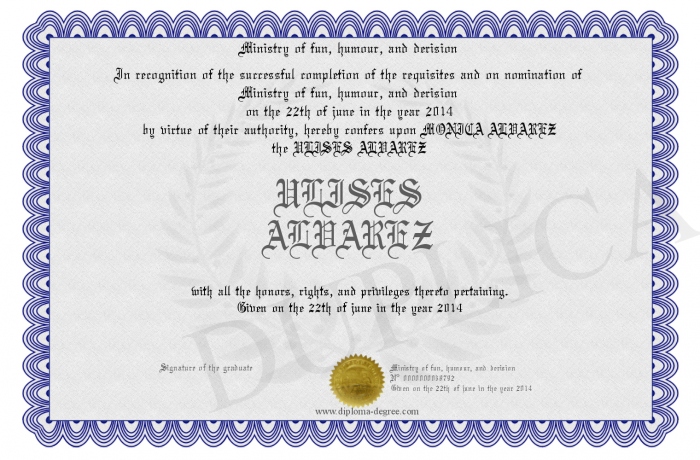 Ministry of fun, humour, and derision
In recognition of the successful completion of the requisites and on nomination of
Ministry of fun, humour, and derision
on the 22th of june in the year 2014
by virtue of their authority, hereby confers upon MONICA ALVAREZ
the ULISES ALVAREZ
ULISES
ALVAREZ
with all the honors, rights, and privileges thereto pertaining.
Given on the 22th of june in the year 2014
Signature of the graduate
Ministry of fun, humour, and derision
N° 0000000038792
Given on the 22th of june in the year 2014
www.diploma-degree.com
DUPLICA